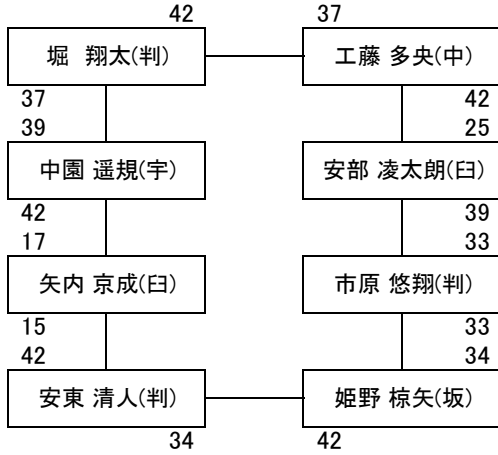 42 37
堀 翔太(判) 工藤 多央(中)
37 42
39 25
中園 遥規(宇) 安部 凌太朗(臼)
42 39
17 33
矢内 京成(臼) 市原 悠翔(判)
15 33
42 34
安東 清人(判) 姫野 椋矢(坂)
34 42